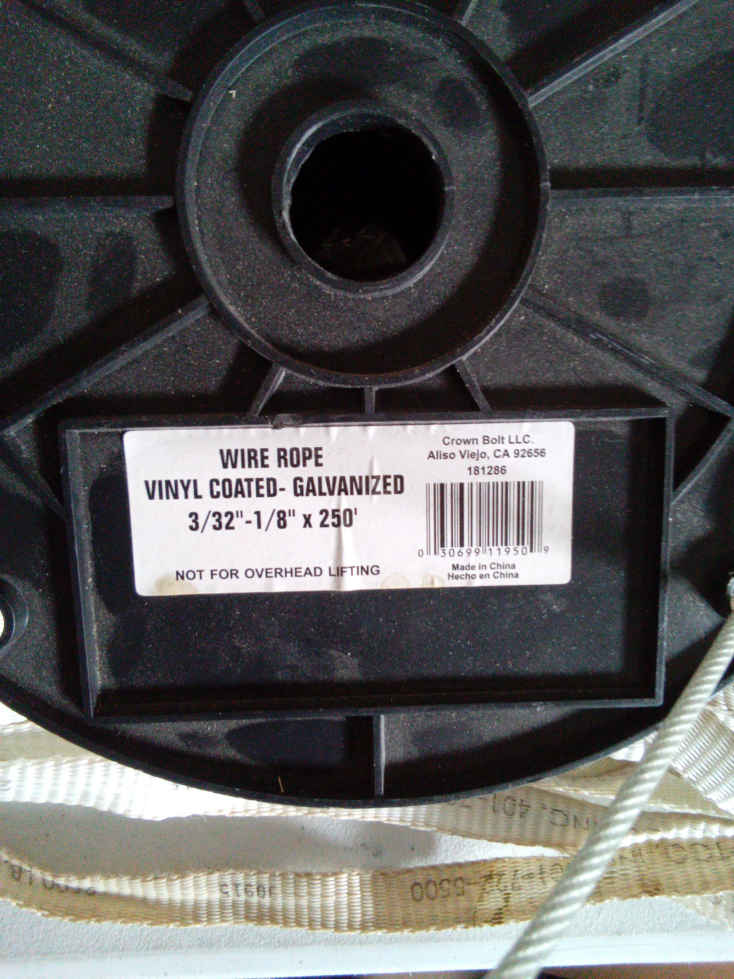 WIRE ROPE
VINYL COATED- GALVANIZED
3/32"-1/8" x 250'
NOT FOR OVERHEAD LIFTING
Crown Bolt LLC.
Aliso Viejo, CA 92656
181286
0 30699 11950 9
Made in China
Hecho en China